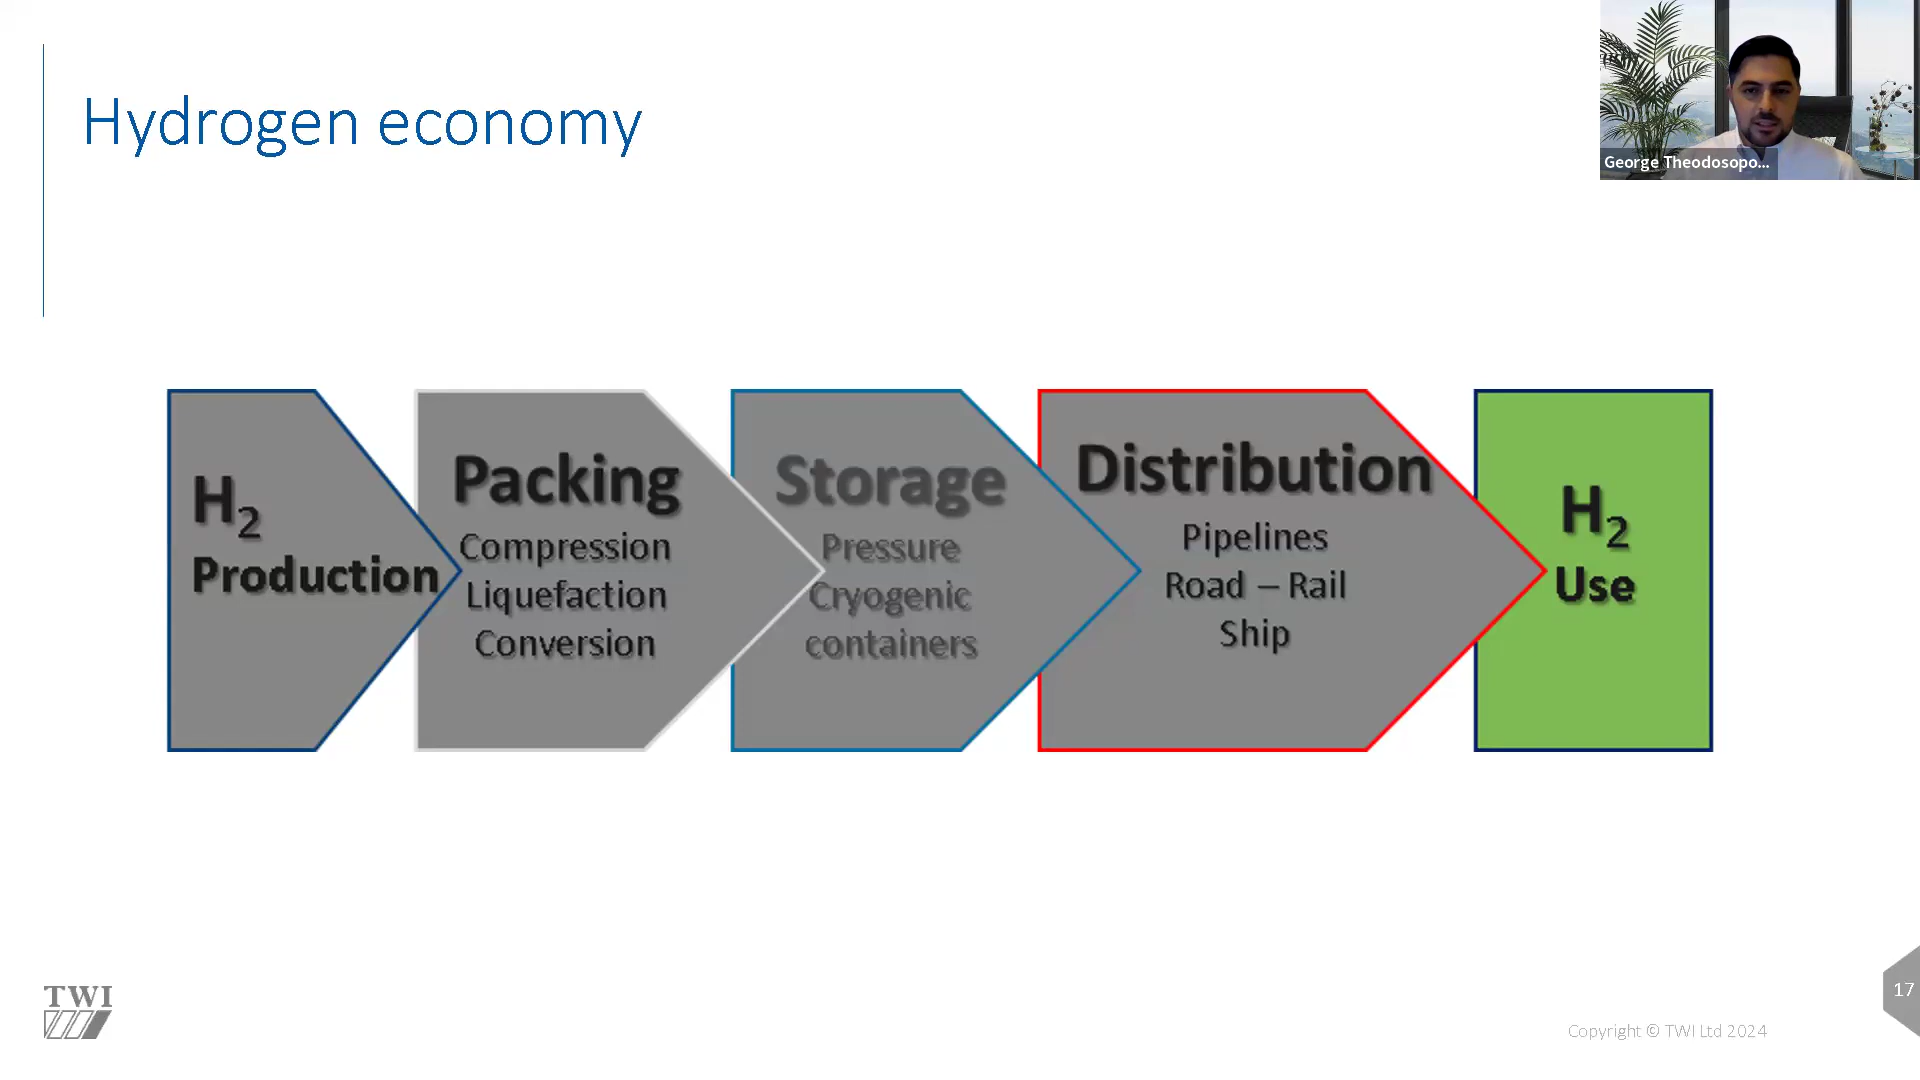 Hydrogen economy
George Theodosopo...
H2
Production
Packing
Compression
Liquefaction
Conversion
Storage
Pressure
Cryogenic
containers
Distribution
Pipelines
Road – Rail
Ship
H2
Use
TWI
17
Copyright © TWI Ltd 2024